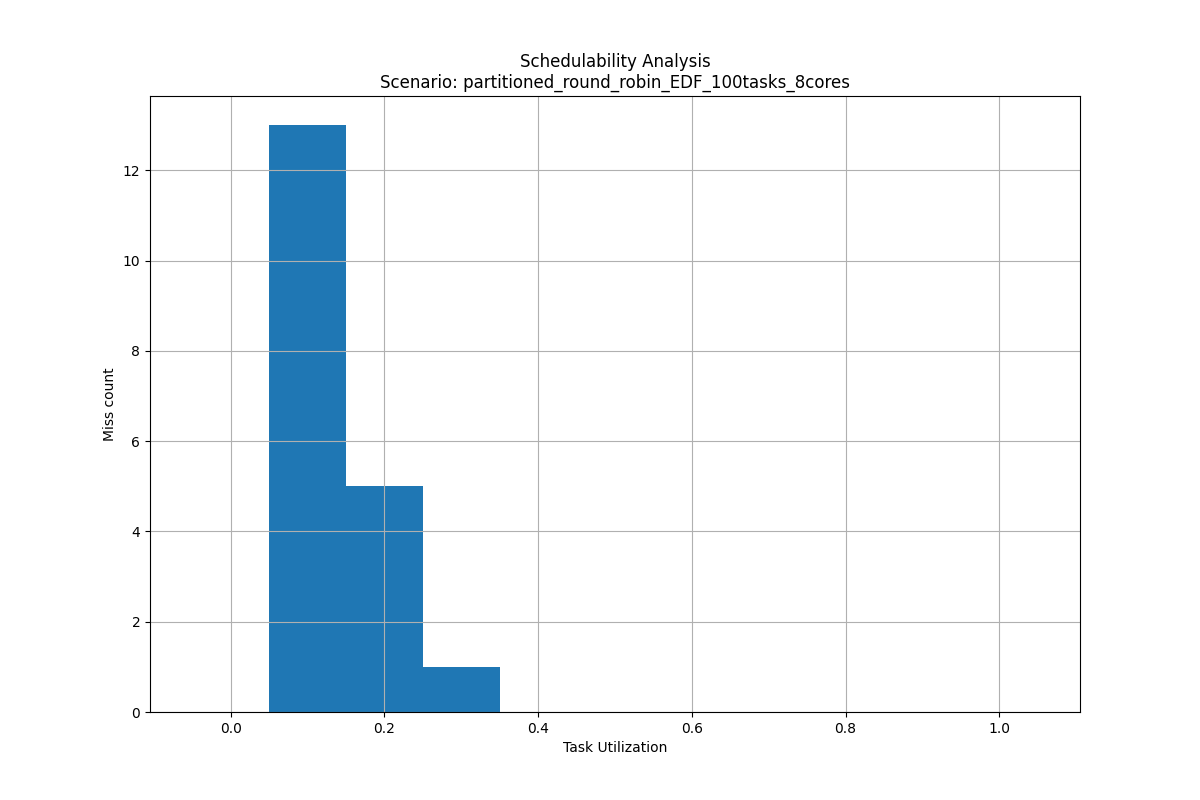 Schedulability Analysis
Scenario: partitioned_round_robin_EDF_100tasks_8cores
Miss count
12
10
8
6
4
2
0
0.0 0.2 0.4 0.6 0.8 1.0
Task Utilization